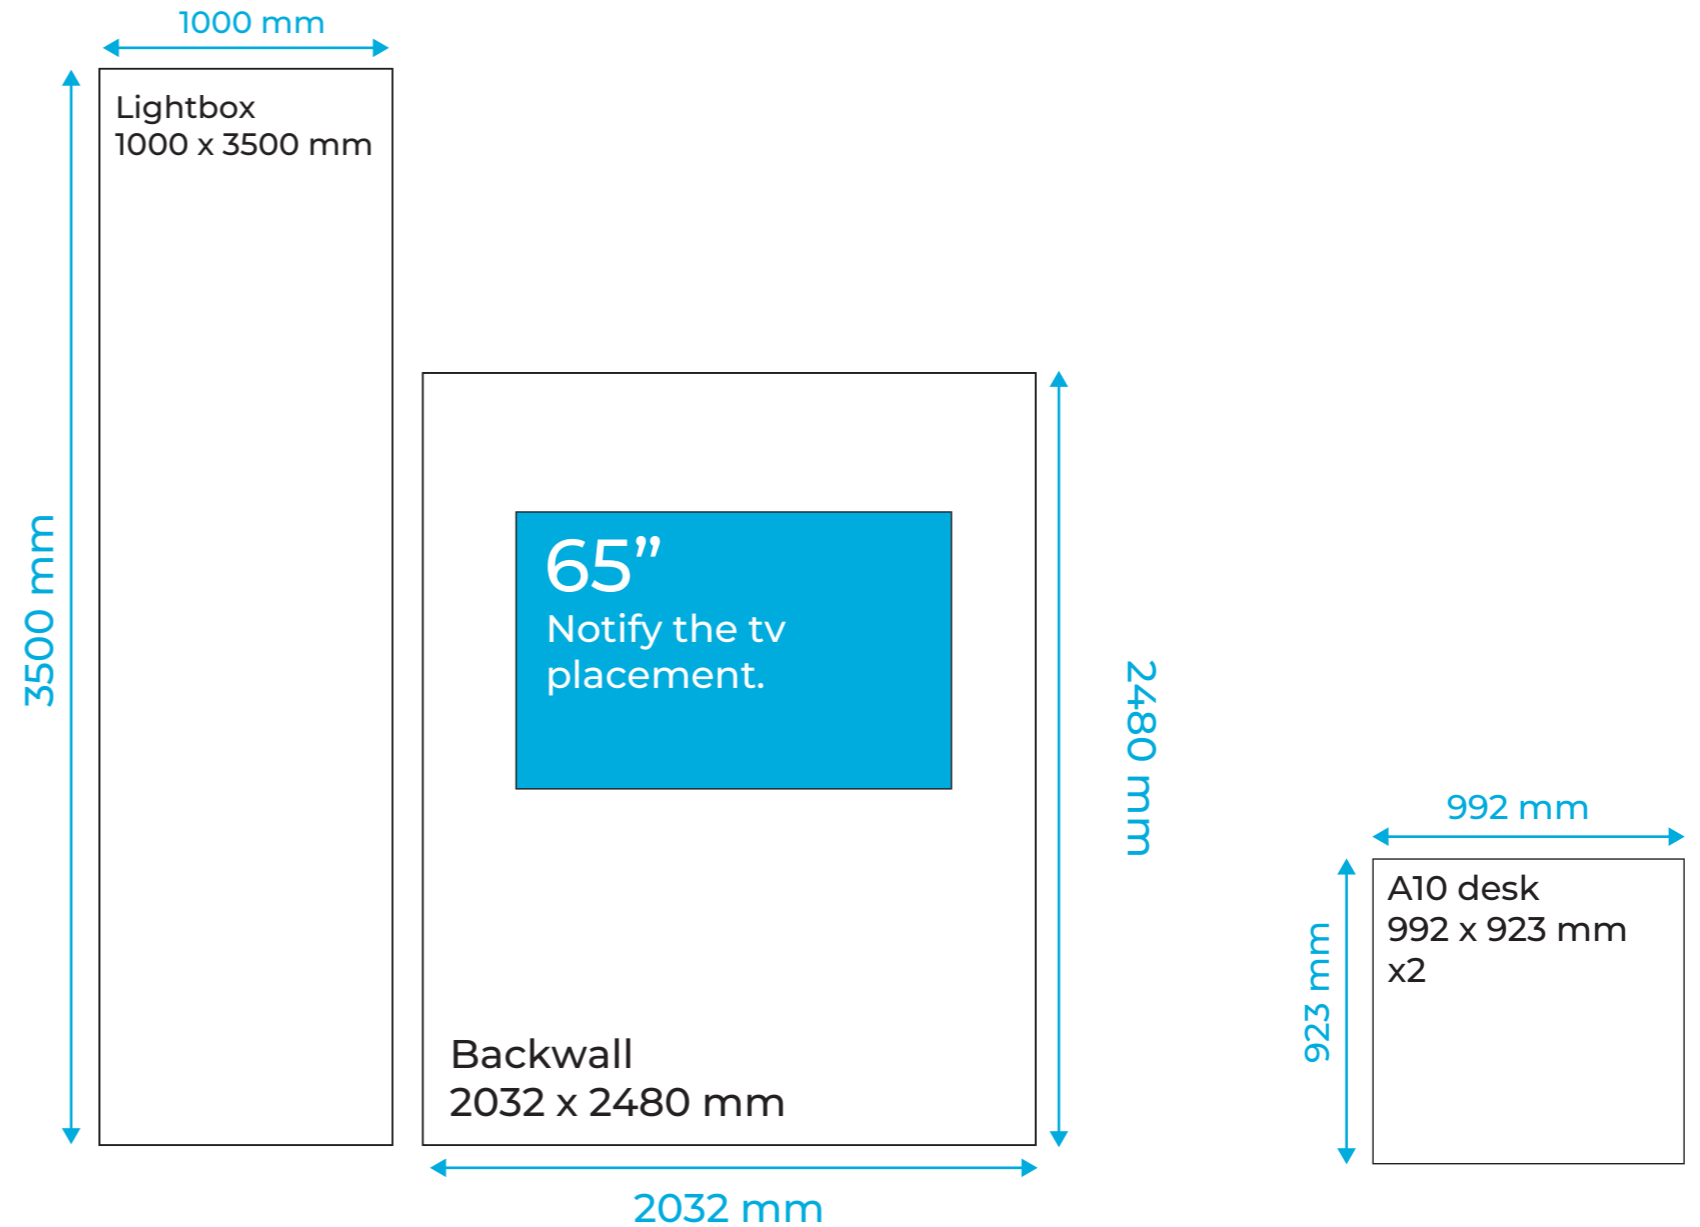 1000 mm
Lightbox
1000 x 3500 mm
3500 mm
65”
Notify the tv
placement.
Backwall
2032 x 2480 mm
2480 mm
2032 mm
992 mm
A10 desk
992 x 923 mm
x2
923 mm